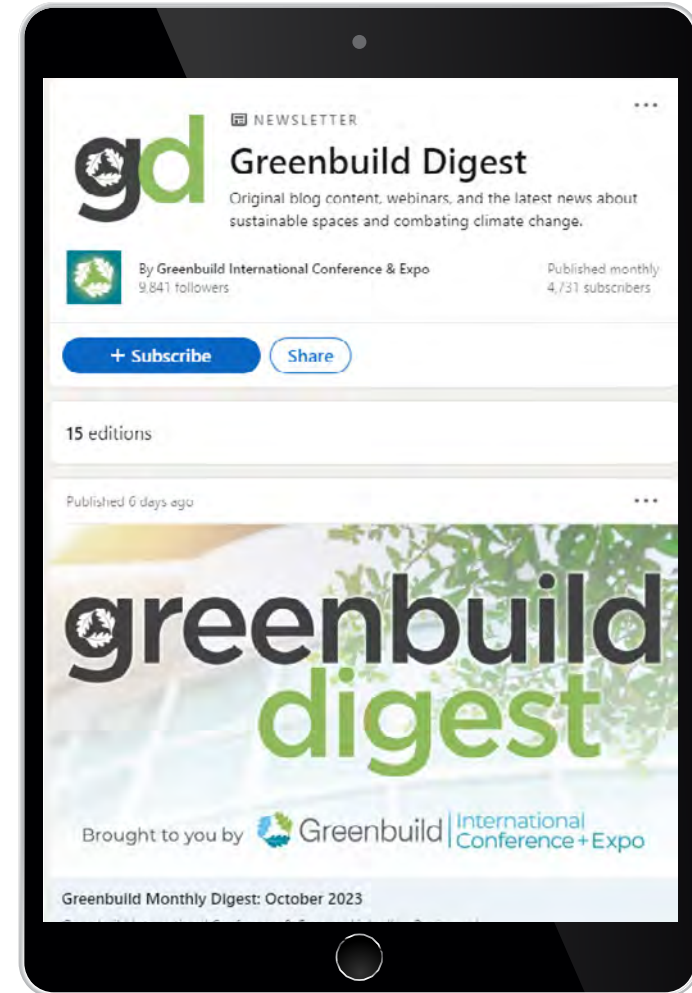 gd
NEWSLETTER
Greenbuild Digest
Original blog content, webinars, and the latest news about
sustainable spaces and combating climate change.
By Greenbuild International Conference & Expo
9,841 followers
Published monthly
4,731 subscribers
+ Subscribe
Share
15 editions
Published 6 days ago
greenbuild
digest
Brought to you by Greenbuild International
Conference + Expo
Greenbuild Monthly Digest: October 2023